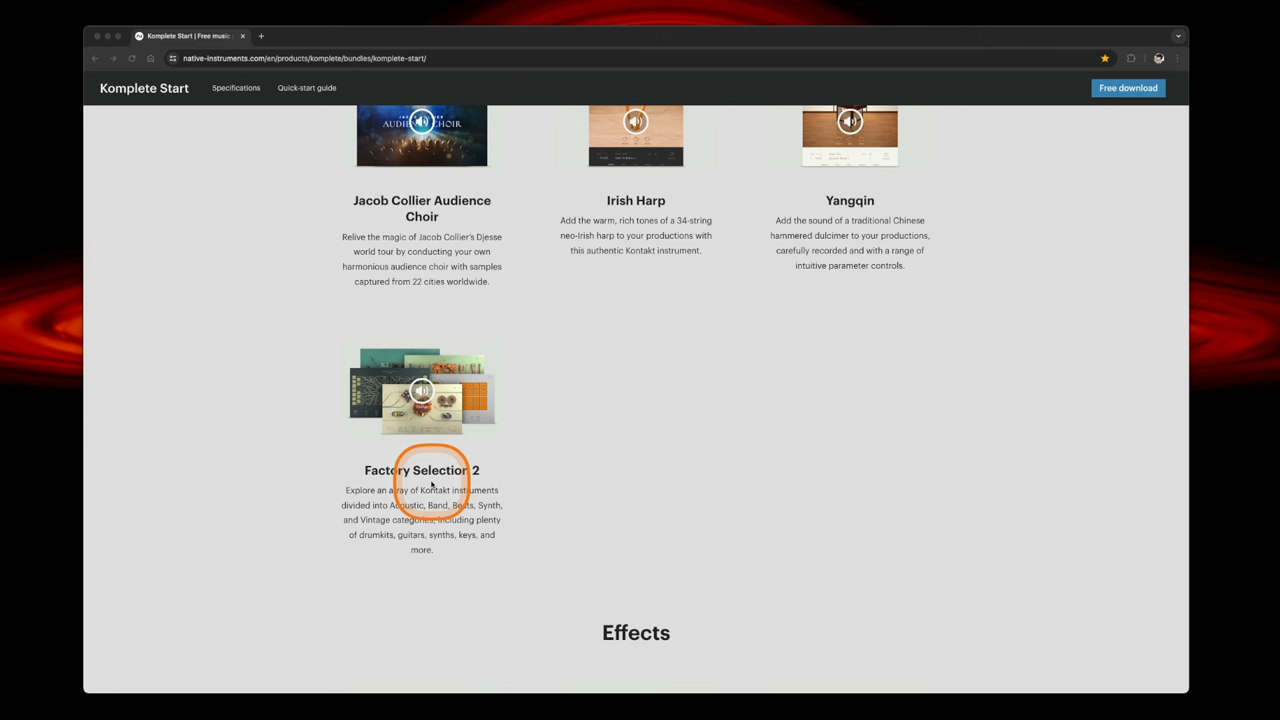 Komplete Start | Free music
native-instruments.com/en/products/komplete/bundles/komplete-start/
Komplete Start
Specifications
Quick-start guide
Free download
AUDIENCE CHOIR
Jacob Collier Audience
Choir
Relive the magic of Jacob Collier's Djesse
world tour by conducting your own
harmonious audience choir with samples
captured from 22 cities worldwide.
Irish Harp
Add the warm, rich tones of a 34-string
neo-Irish harp to your productions with
this authentic Kontakt instrument.
Yangqin
Add the sound of a traditional Chinese
hammered dulcimer to your productions,
carefully recorded and with a range of
intuitive parameter controls.
Factory Selection 2
Explore an array of Kontakt instruments
divided into Acoustic, Band, Beats, Synth,
and Vintage categories, including plenty
of drumkits, guitars, synths, keys, and
more.
Effects